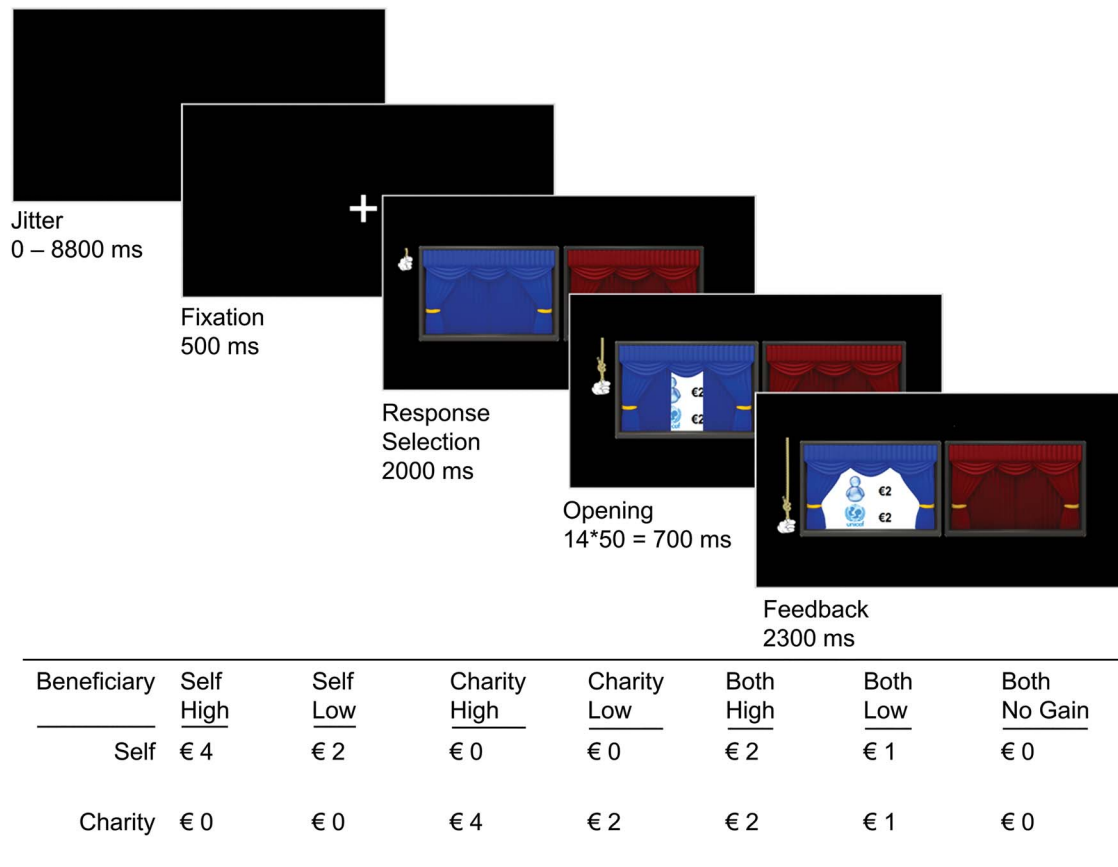 Jitter
0 – 8800 ms
Fixation
500 ms
Response
Selection
2000 ms
€2
€2
unicef
Opening
14*50 = 700 ms
€2
€2
unicef
Feedback
2300 ms
Beneficiary Self High Self Low Charity High Charity Low Both High Both Low Both No Gain
Self € 4 € 2 € 0 € 0 € 2 € 1 € 0
Charity € 0 € 0 € 4 € 2 € 2 € 1 € 0